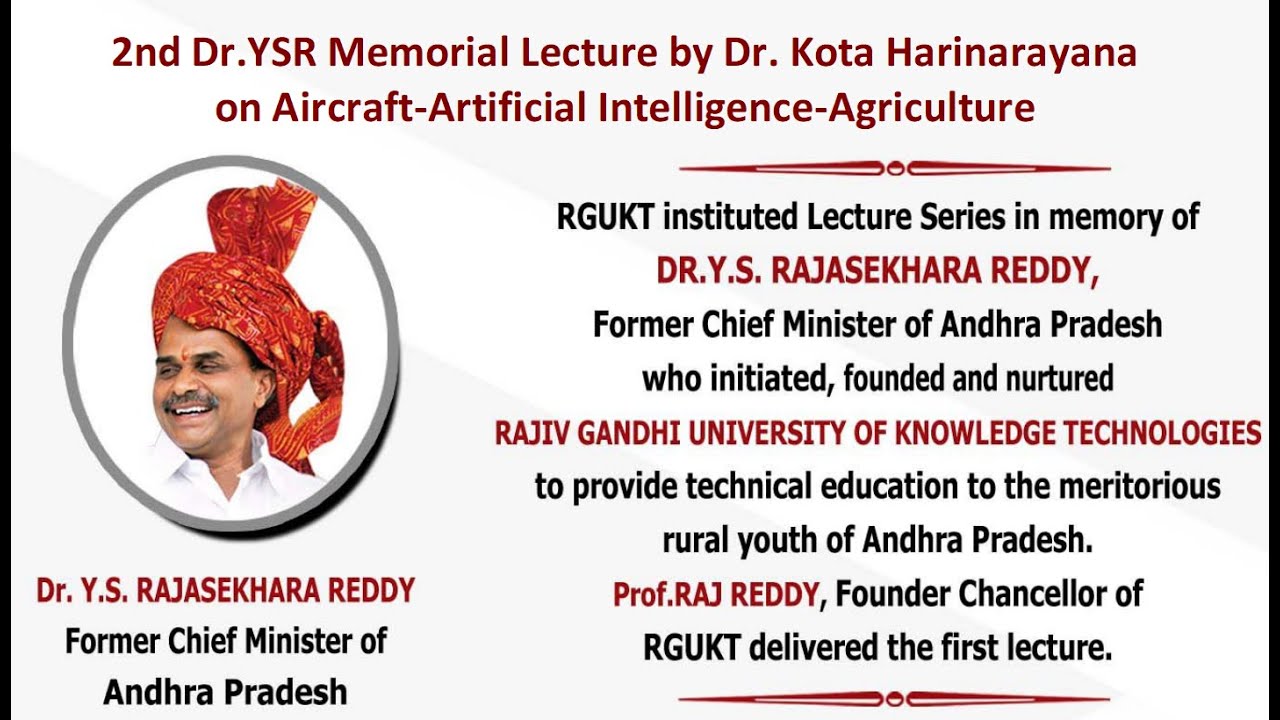 2nd Dr.YSR Memorial Lecture by Dr. Kota Harinarayana
on Aircraft-Artificial Intelligence-Agriculture
Dr. Y.S. RAJASEKHARA REDDY
Former Chief Minister of
Andhra Pradesh
RGUKT instituted Lecture Series in memory of
DR.Y.S. RAJASEKHARA REDDY,
Former Chief Minister of Andhra Pradesh
who initiated, founded and nurtured
RAJIV GANDHI UNIVERSITY OF KNOWLEDGE TECHNOLOGIES
to provide technical education to the meritorious
rural youth of Andhra Pradesh.
Prof.RAJ REDDY, Founder Chancellor of
RGUKT delivered the first lecture.